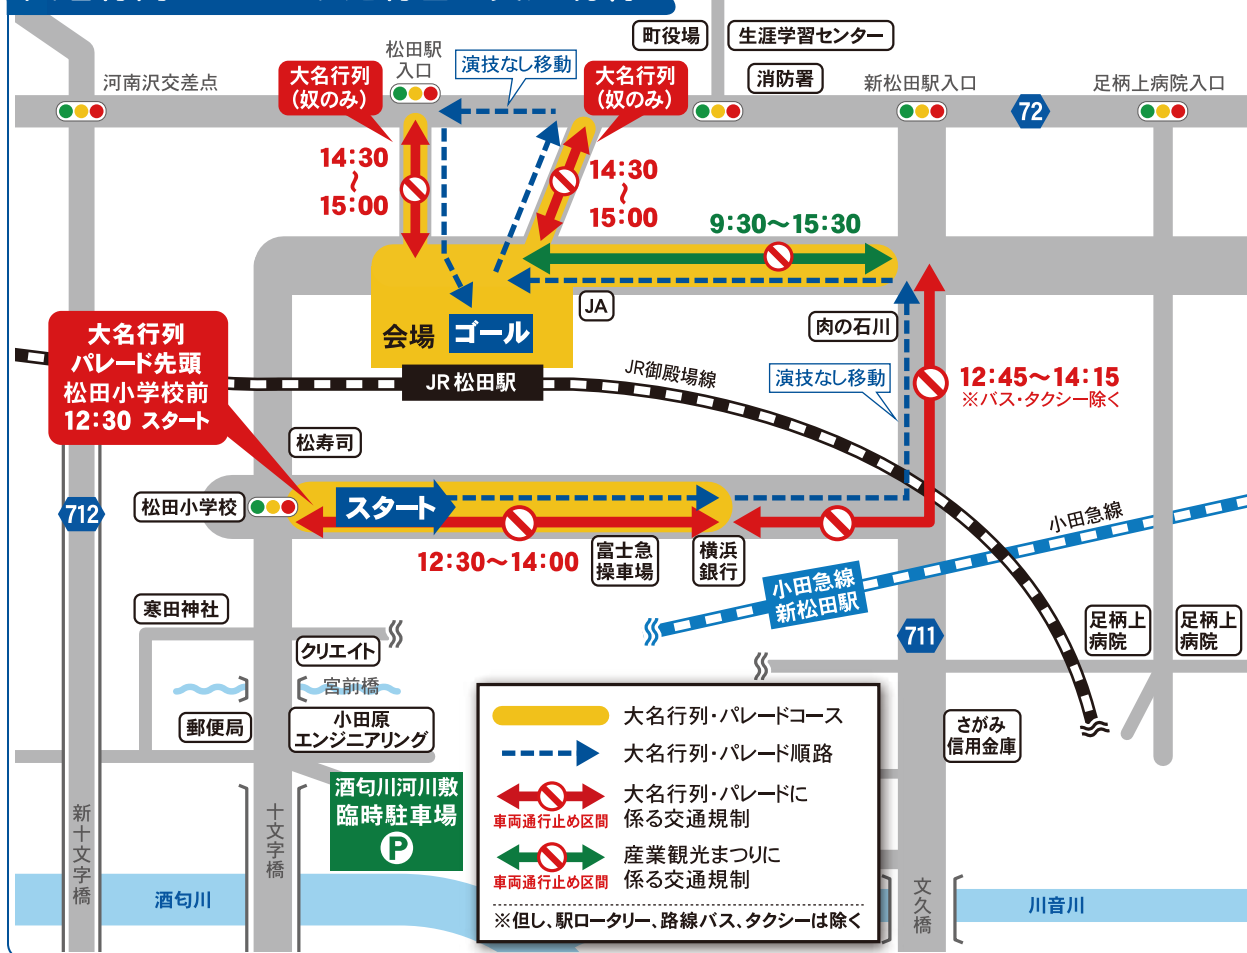 町役場
生涯学習センター
消防署
松田駅
入口
演技なし移動
大名行列
(奴のみ)
大名行列
(奴のみ)
河南沢交差点
新松田駅入口
足柄上病院入口
72
14:30
〜
15:00
14:30
〜
15:00
9:30〜15:30
JA
会場
ゴール
肉の石川
大名行列
パレード先頭
松田小学校前
12:30 スタート
JR松田駅
JR御殿場線
演技なし移動
12:45〜14:15
※バス・タクシー除く
松寿司
712
松田小学校
スタート
12:30〜14:00
富士急
操車場
横浜
銀行
小田急線
小田急線
新松田駅
寒田神社
711
足柄上
病院
足柄上
病院
クリエイト
宮前橋
郵便局
小田原
エンジニアリング
さがみ
信用金庫
大名行列・パレードコース
大名行列・パレード順路
車両通行止め区間
大名行列・パレードに
係る交通規制
車両通行止め区間
産業観光まつりに
係る交通規制
※但し、駅ロータリー、路線バス、タクシーは除く
酒匂川河川敷
臨時駐車場
P
新十文字橋
十文字橋
文久橋
酒匂川
川音川